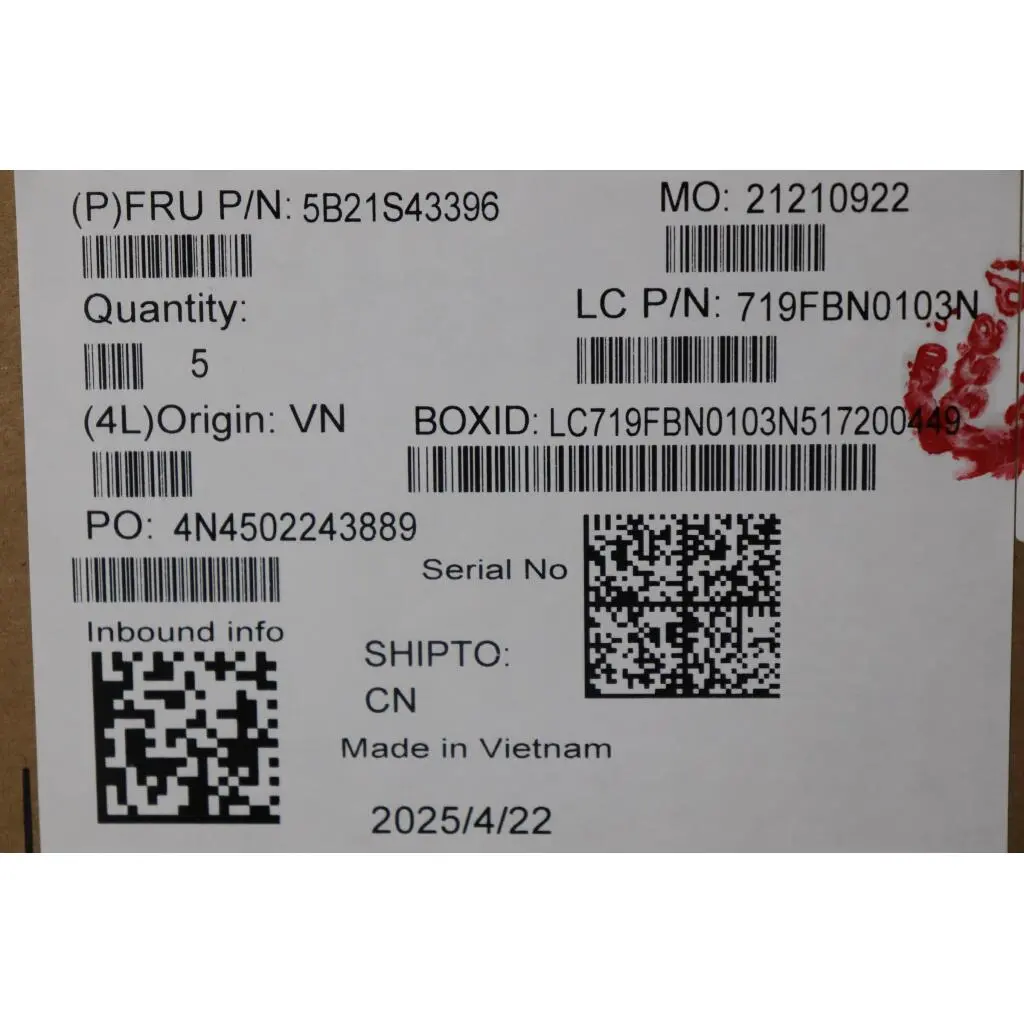 (P)FRU P/N: 5B21S43396
MO: 21210922
Quantity:
5
LC P/N: 719FBN0103N
(4L)Origin: VN
BOXID: LC719FBN0103N517200449
PO: 4N4502243889
Serial No
Inbound info
SHIPTO:
CN
Made in Vietnam
2025/4/22